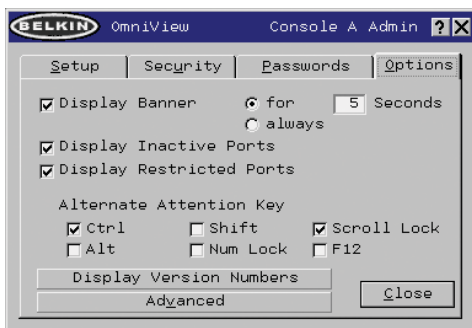 BELKIN OmniView Console A Admin ? X
Setup Security Passwords Options
Display Banner for 5 Seconds
always
Display Inactive Ports
Display Restricted Ports
Alternate Attention Key
Ctrl Shift Scroll Lock
Alt Num Lock F12
Display Version Numbers
Advanced
Close